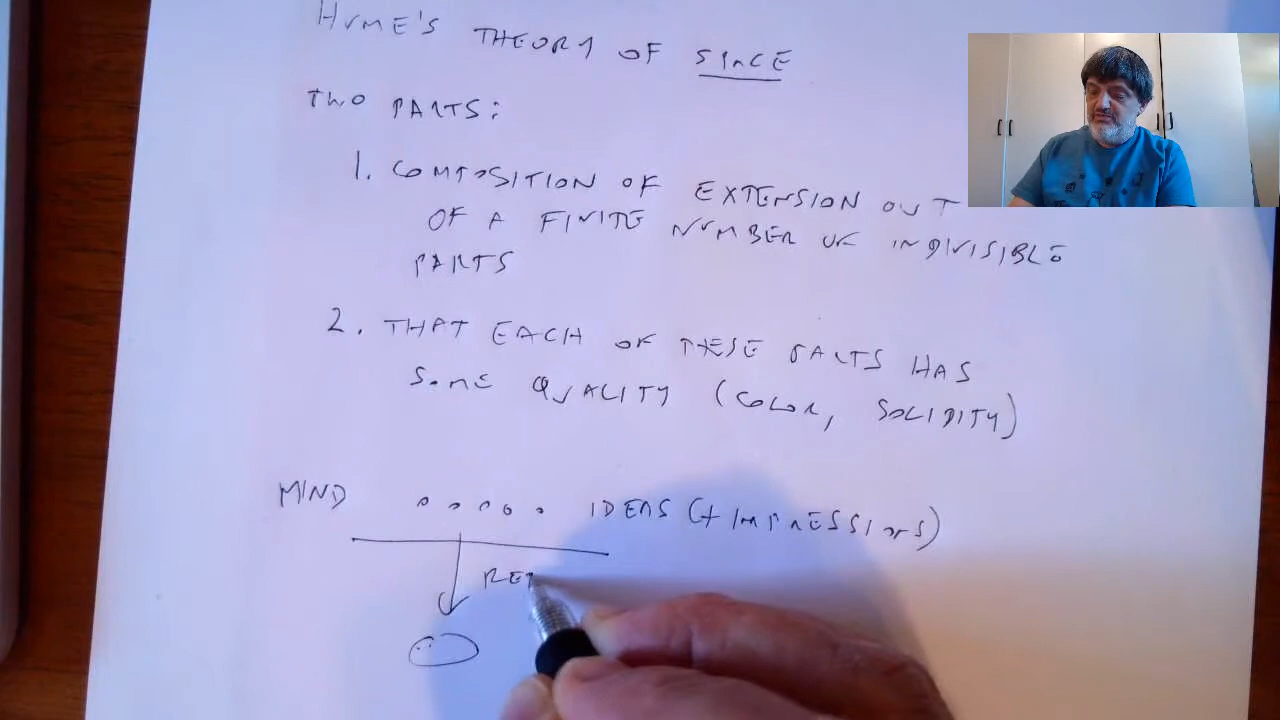 HUME'S THEORY OF SPACE
TWO PARTS:
1. COMPOSITION OF EXTENSION OUT
OF A FINITE NUMBER OF INDIVISIBLE
PARTS
2. THAT EACH OF THESE PARTS HAS
SOME QUALITY (COLOR, SOLIDITY)
MIND IDEAS (+ IMPRESSIONS)
REP